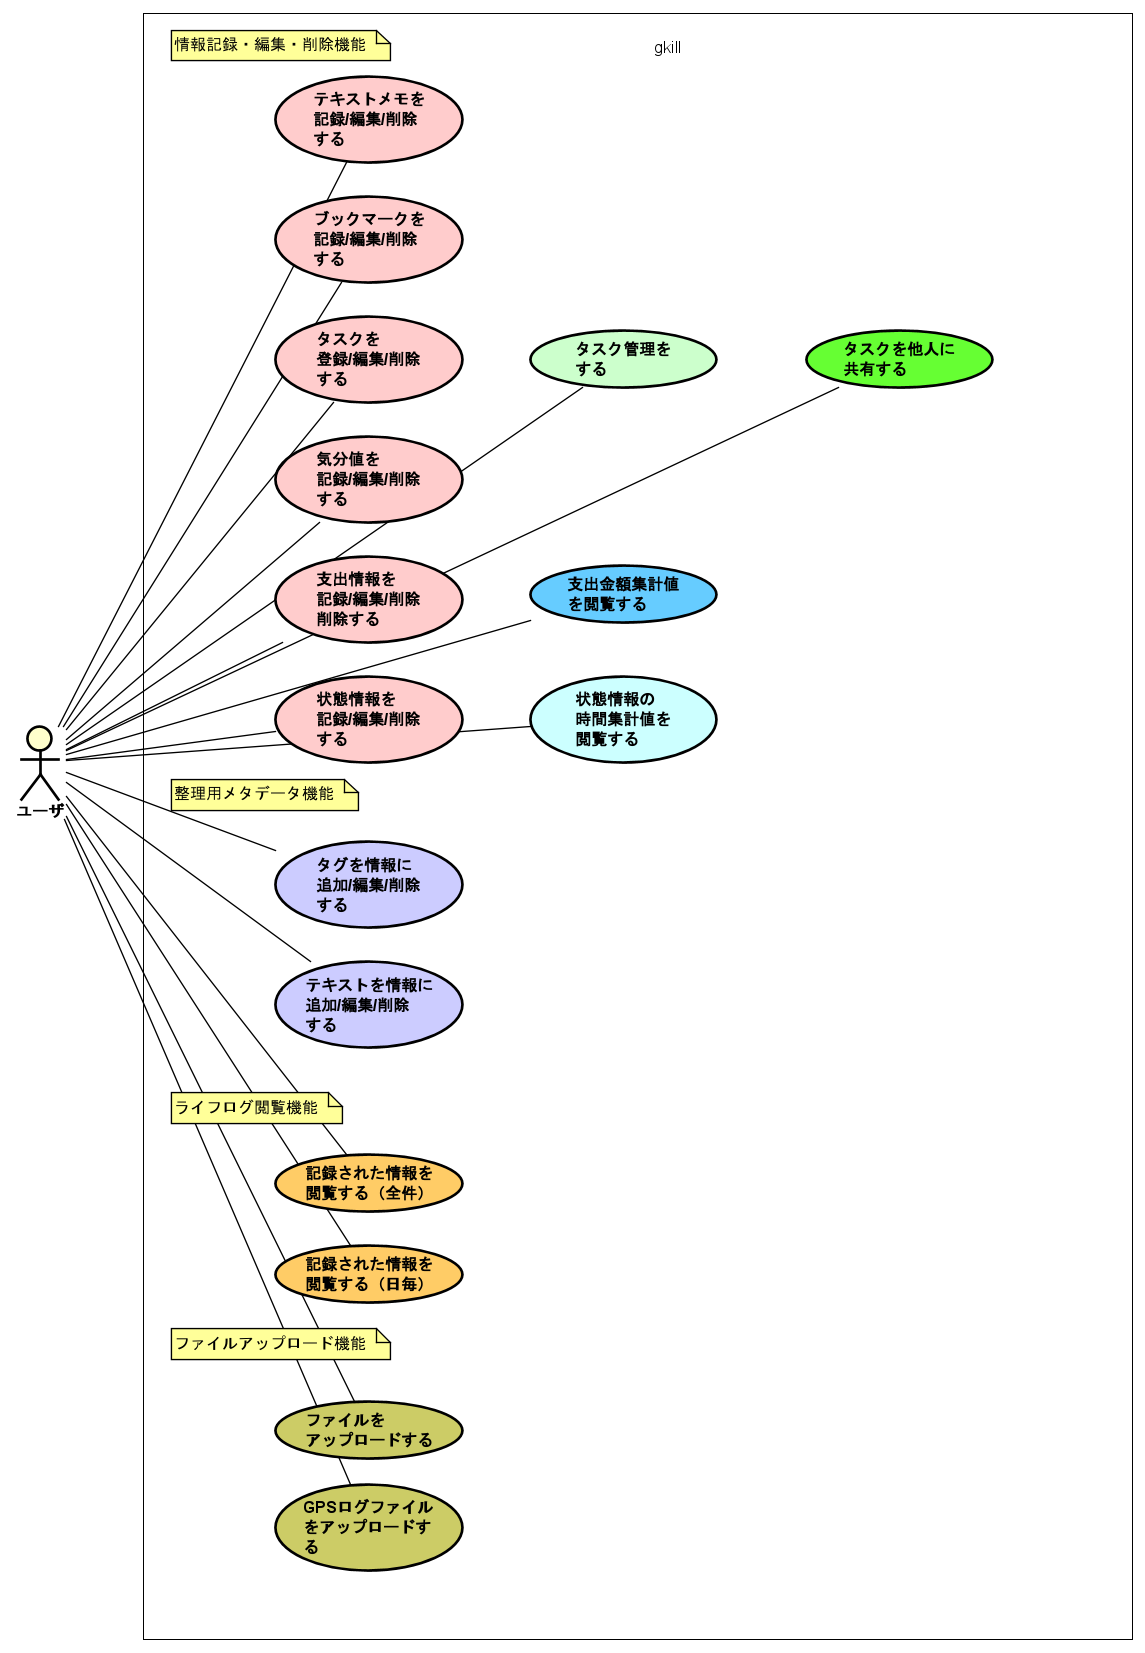 gkill
情報記録・編集・削除機能
テキストメモを
記録/編集/削除
する
ブックマークを
記録/編集/削除
する
タスクを
登録/編集/削除
する
タスク管理を
する
タスクを他人に
共有する
気分値を
記録/編集/削除
する
支出情報を
記録/編集/削除
削除する
支出金額集計値
を閲覧する
状態情報を
記録/編集/削除
する
状態情報の
時間集計値を
閲覧する
ユーザ
整理用メタデータ機能
タグを情報に
追加/編集/削除
する
テキストを情報に
追加/編集/削除
する
ライフログ閲覧機能
記録された情報を
閲覧する（全件）
記録された情報を
閲覧する（日毎）
ファイルアップロード機能
ファイルを
アップロードする
GPSログファイル
をアップロードす
る